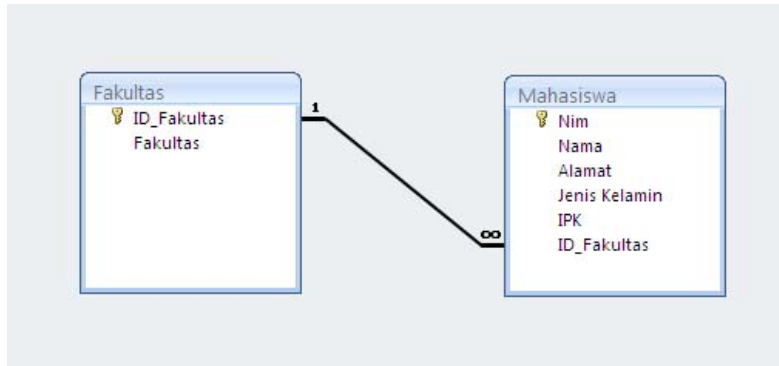 Fakultas
ID_Fakultas
Fakultas
1
∞
Mahasiswa
Nim
Nama
Alamat
Jenis Kelamin
IPK
ID_Fakultas